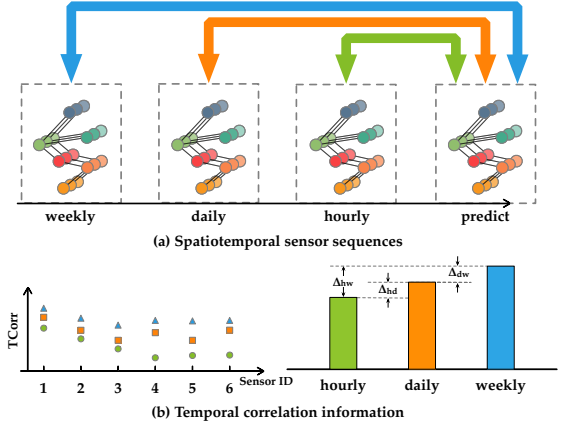 weekly daily hourly predict
(a) Spatiotemporal sensor sequences
TCorr
1 2 3 4 5 6 Sensor ID
Δhw Δhd Δdw
hourly daily weekly
(b) Temporal correlation information